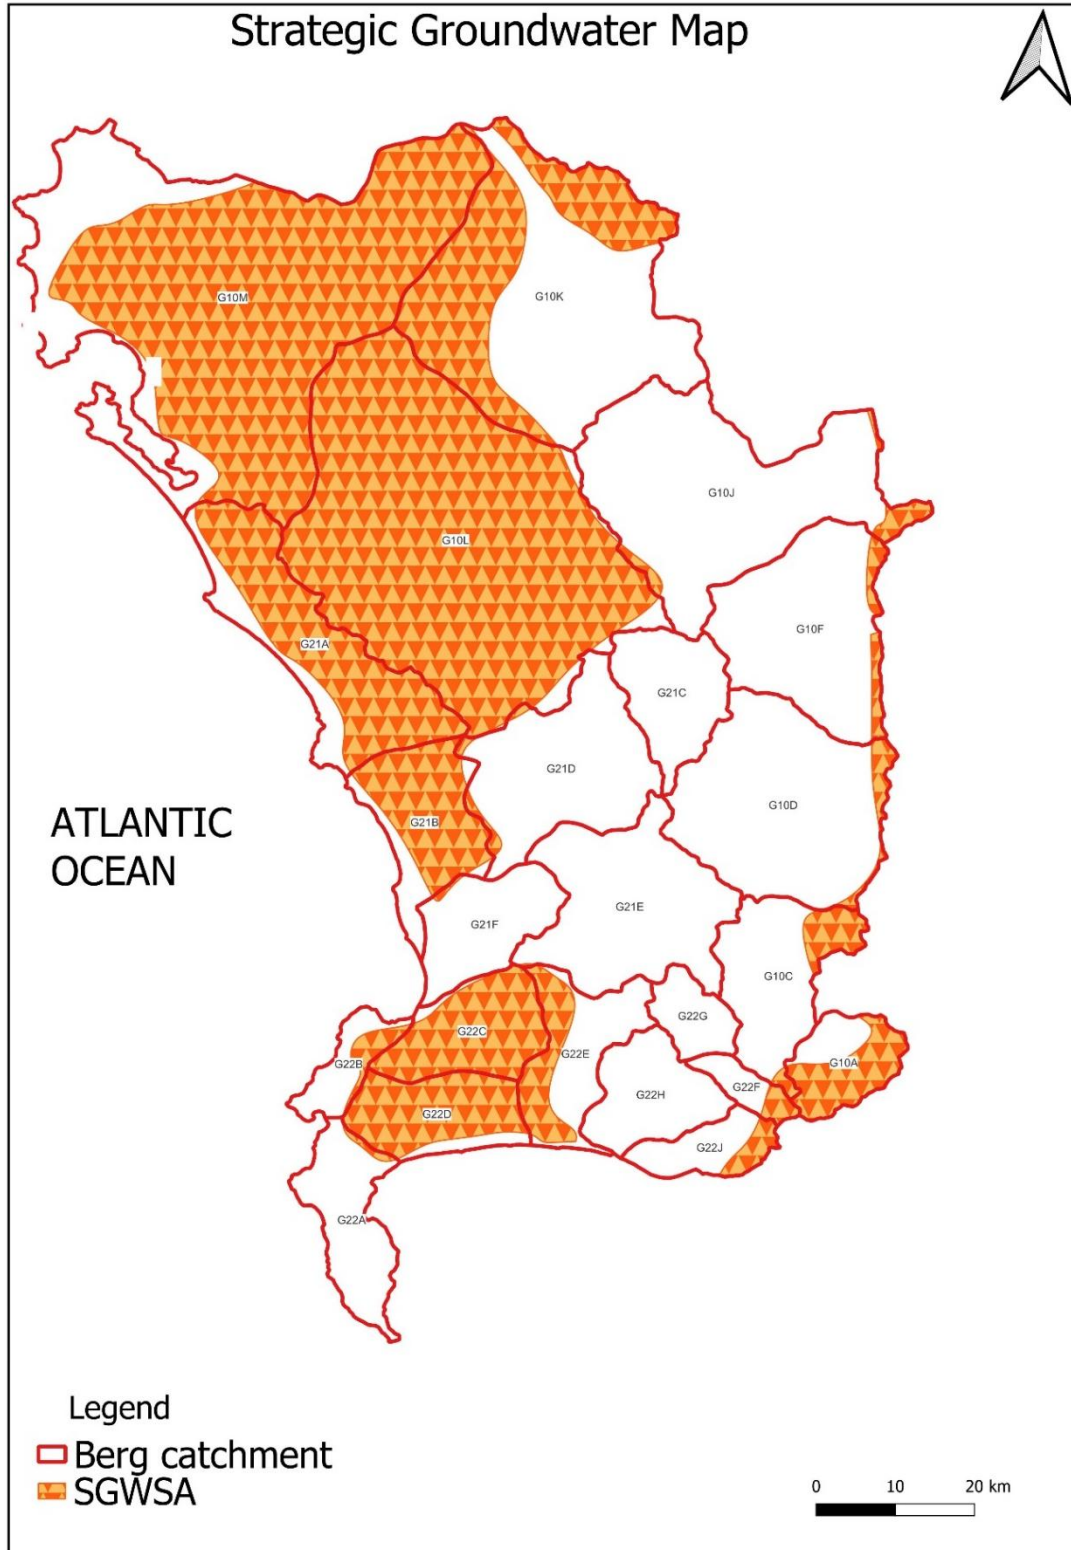 Strategic Groundwater Map
G10M
G10K
G10J
G10L
G10F
G21A
G21C
G21D
G10D
G21B
ATLANTIC
OCEAN
G21E
G21F
G10C
G22G
G22C
G22E
G22B
G10A
G22F
G22H
G22D
G22J
G22A
Legend
Berg catchment
SGWSA
0 10 20 km